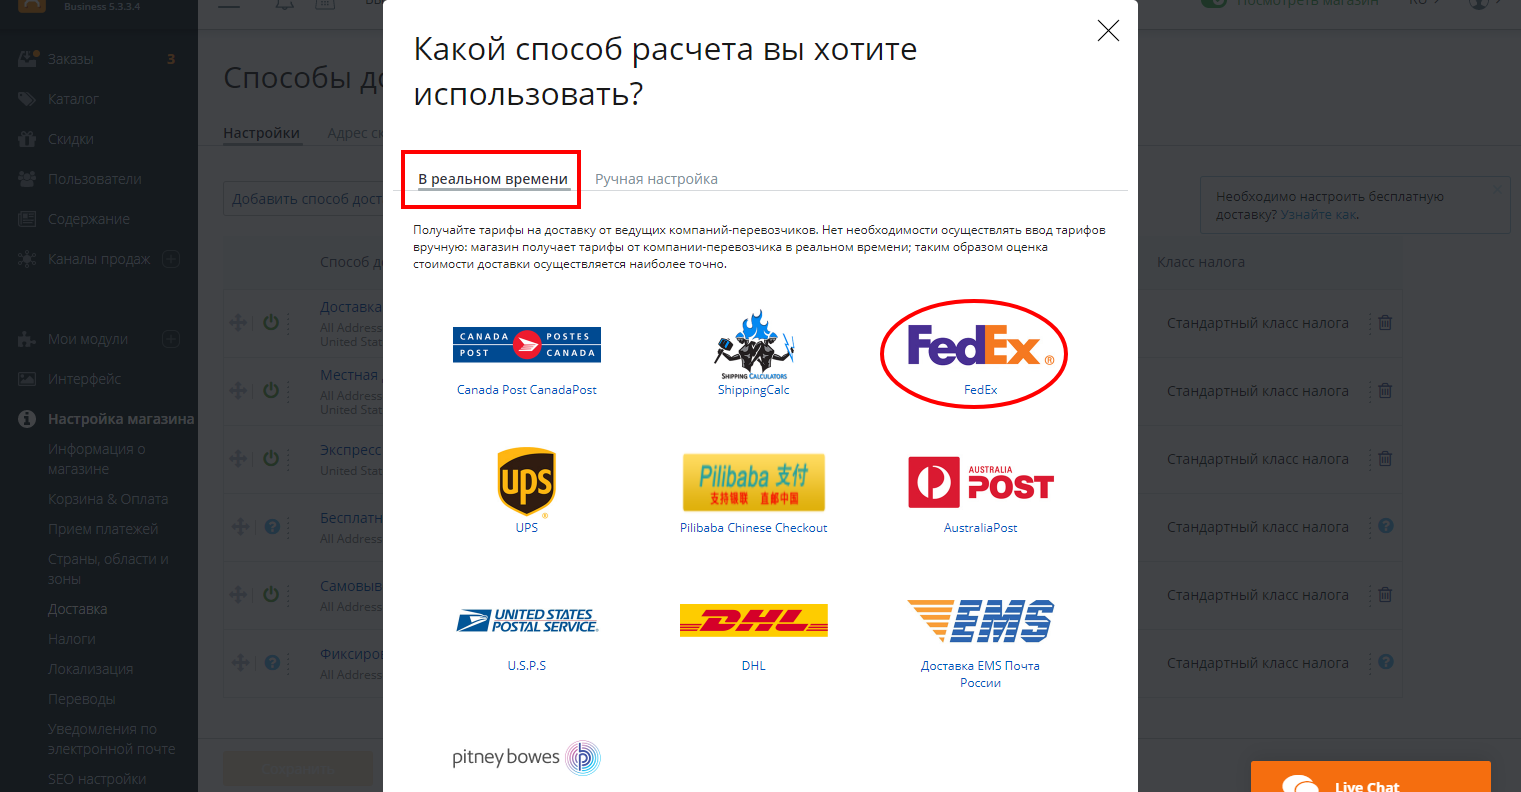 Business 5.3.3.4
Посмотреть магазин
Заказы 3
Каталог
Скидки
Пользователи
Содержание
Каналы продаж
Мои модули
Интерфейс
Настройка магазина
Информация о
магазине
Корзина & Оплата
Прием платежей
Страны, области и
зоны
Доставка
Налоги
Локализация
Переводы
Уведомления по
электронной почте
SEO настройки
Способы
Настройки Адрес
Добавить способ
Способ
Доставка
All Address
United Stat
Местная
All Address
United Stat
Экспресс
United Stat
Бесплатн
All Address
Самовыв
All Address
Фиксиро
All Address
Сохранить
Какой способ расчета вы хотите
использовать?
В реальном времени Ручная настройка
Получайте тарифы на доставку от ведущих компаний-перевозчиков. Нет необходимости осуществлять ввод тарифов
вручную: магазин получает тарифы от компании-перевозчика в реальном времени; таким образом оценка
стоимости доставки осуществляется наиболее точно.
CANADA POSTES
POST CANADA
Canada Post CanadaPost
SHIPPING CALCULATORS
ShippingCalc
FedEx®
FedEx
ups
UPS
Pilibaba 支付
支持银联 直邮中国
Pilibaba Chinese Checkout
AUSTRALIA
POST
AustraliaPost
UNITED STATES
POSTAL SERVICE®
U.S.P.S
DHL
DHL
EMS
Доставка EMS Почта
России
pitney bowes
Необходимо настроить бесплатную
доставку? Узнайте как.
Класс налога
Стандартный класс налога
Стандартный класс налога
Стандартный класс налога
Стандартный класс налога
Стандартный класс налога
Стандартный класс налога
Live Chat